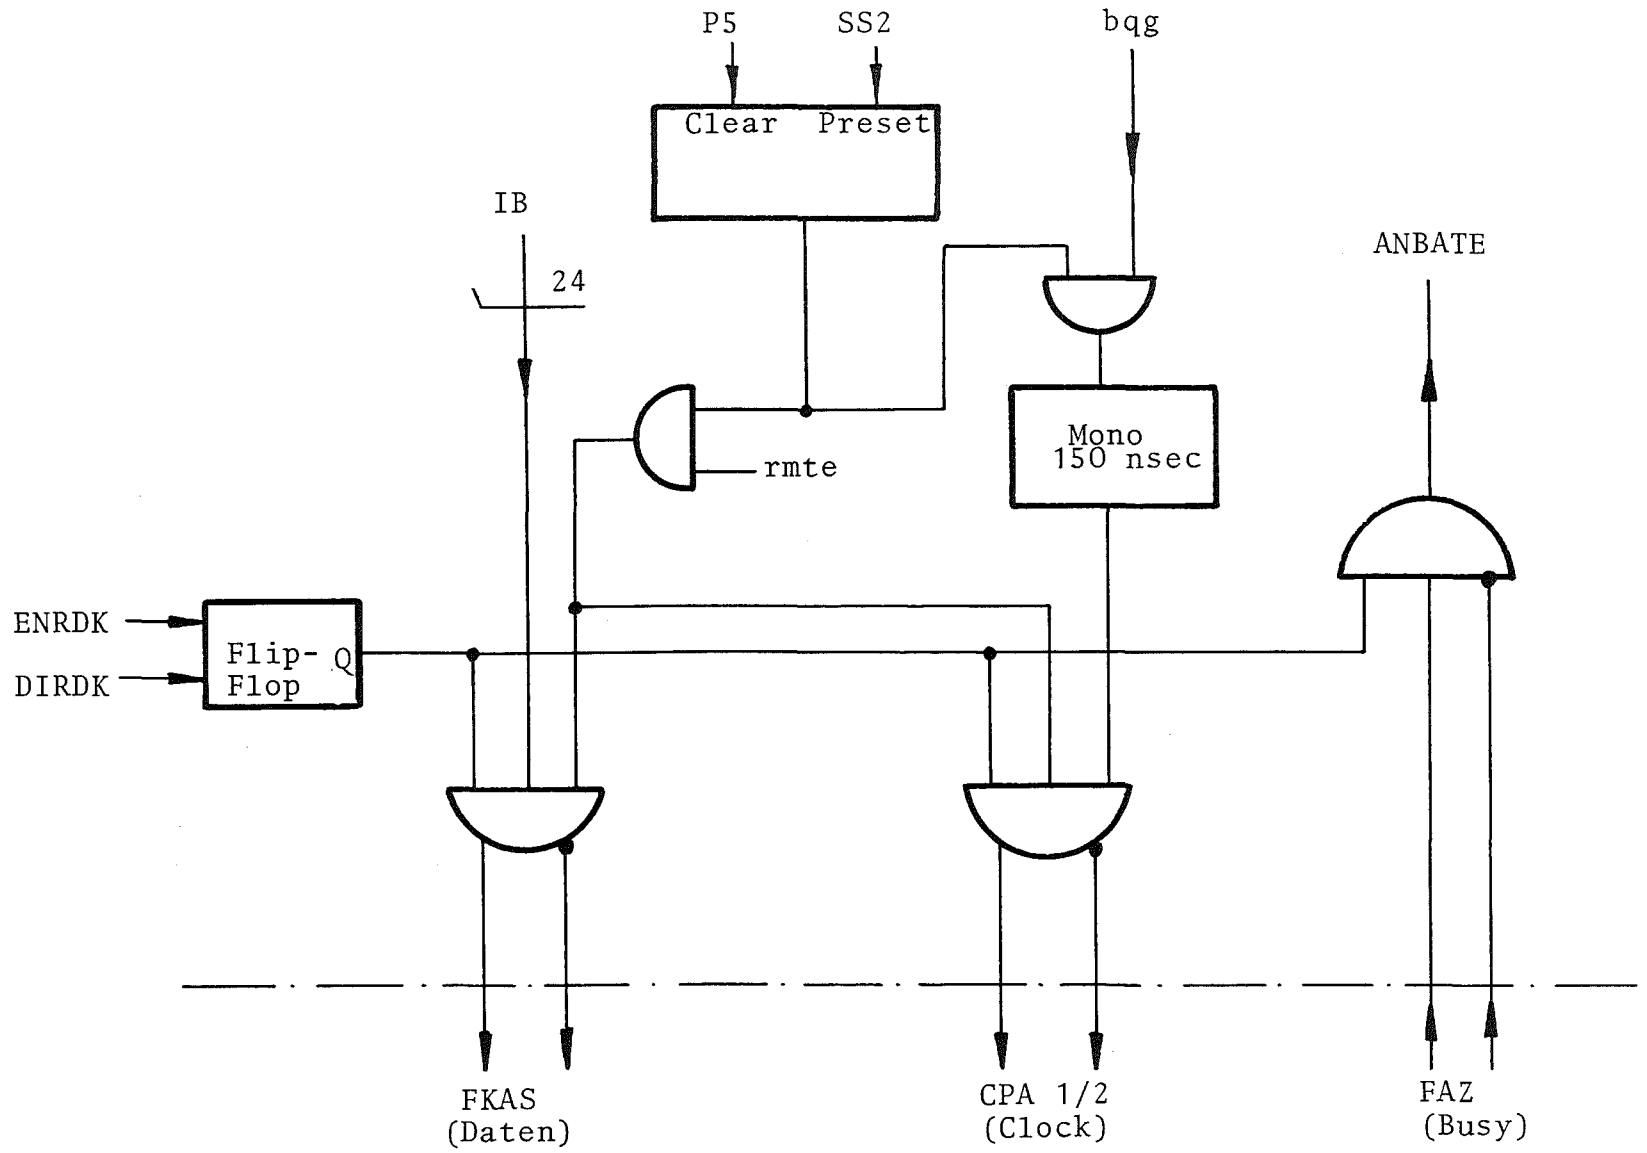 P5
SS2
bqg
Clear
Preset
IB
24
ANBATE
Mono
150 nsec
rmte
ENRDK
DIRDK
Flip-
Flop
Q
FKAS
(Daten)
CPA 1/2
(Clock)
FAZ
(Busy)